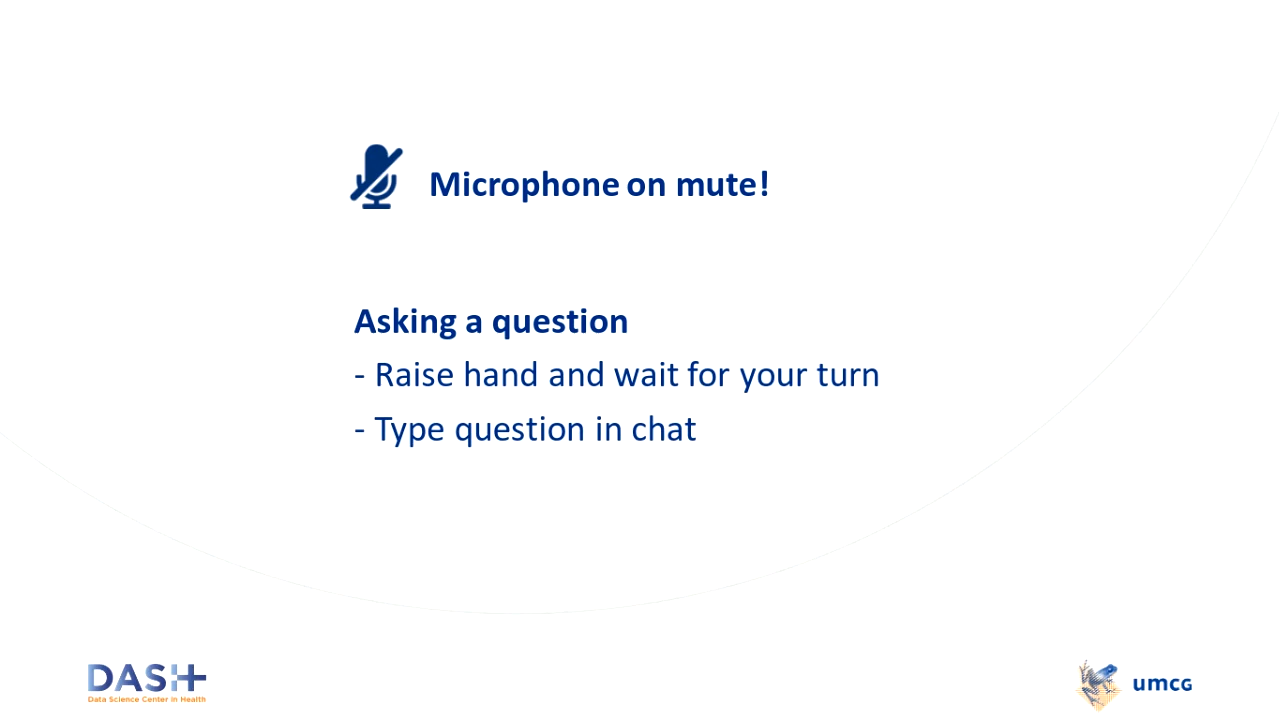 Microphone on mute!
Asking a question
- Raise hand and wait for your turn
- Type question in chat
DASH
Data Science Center in Health
umcg